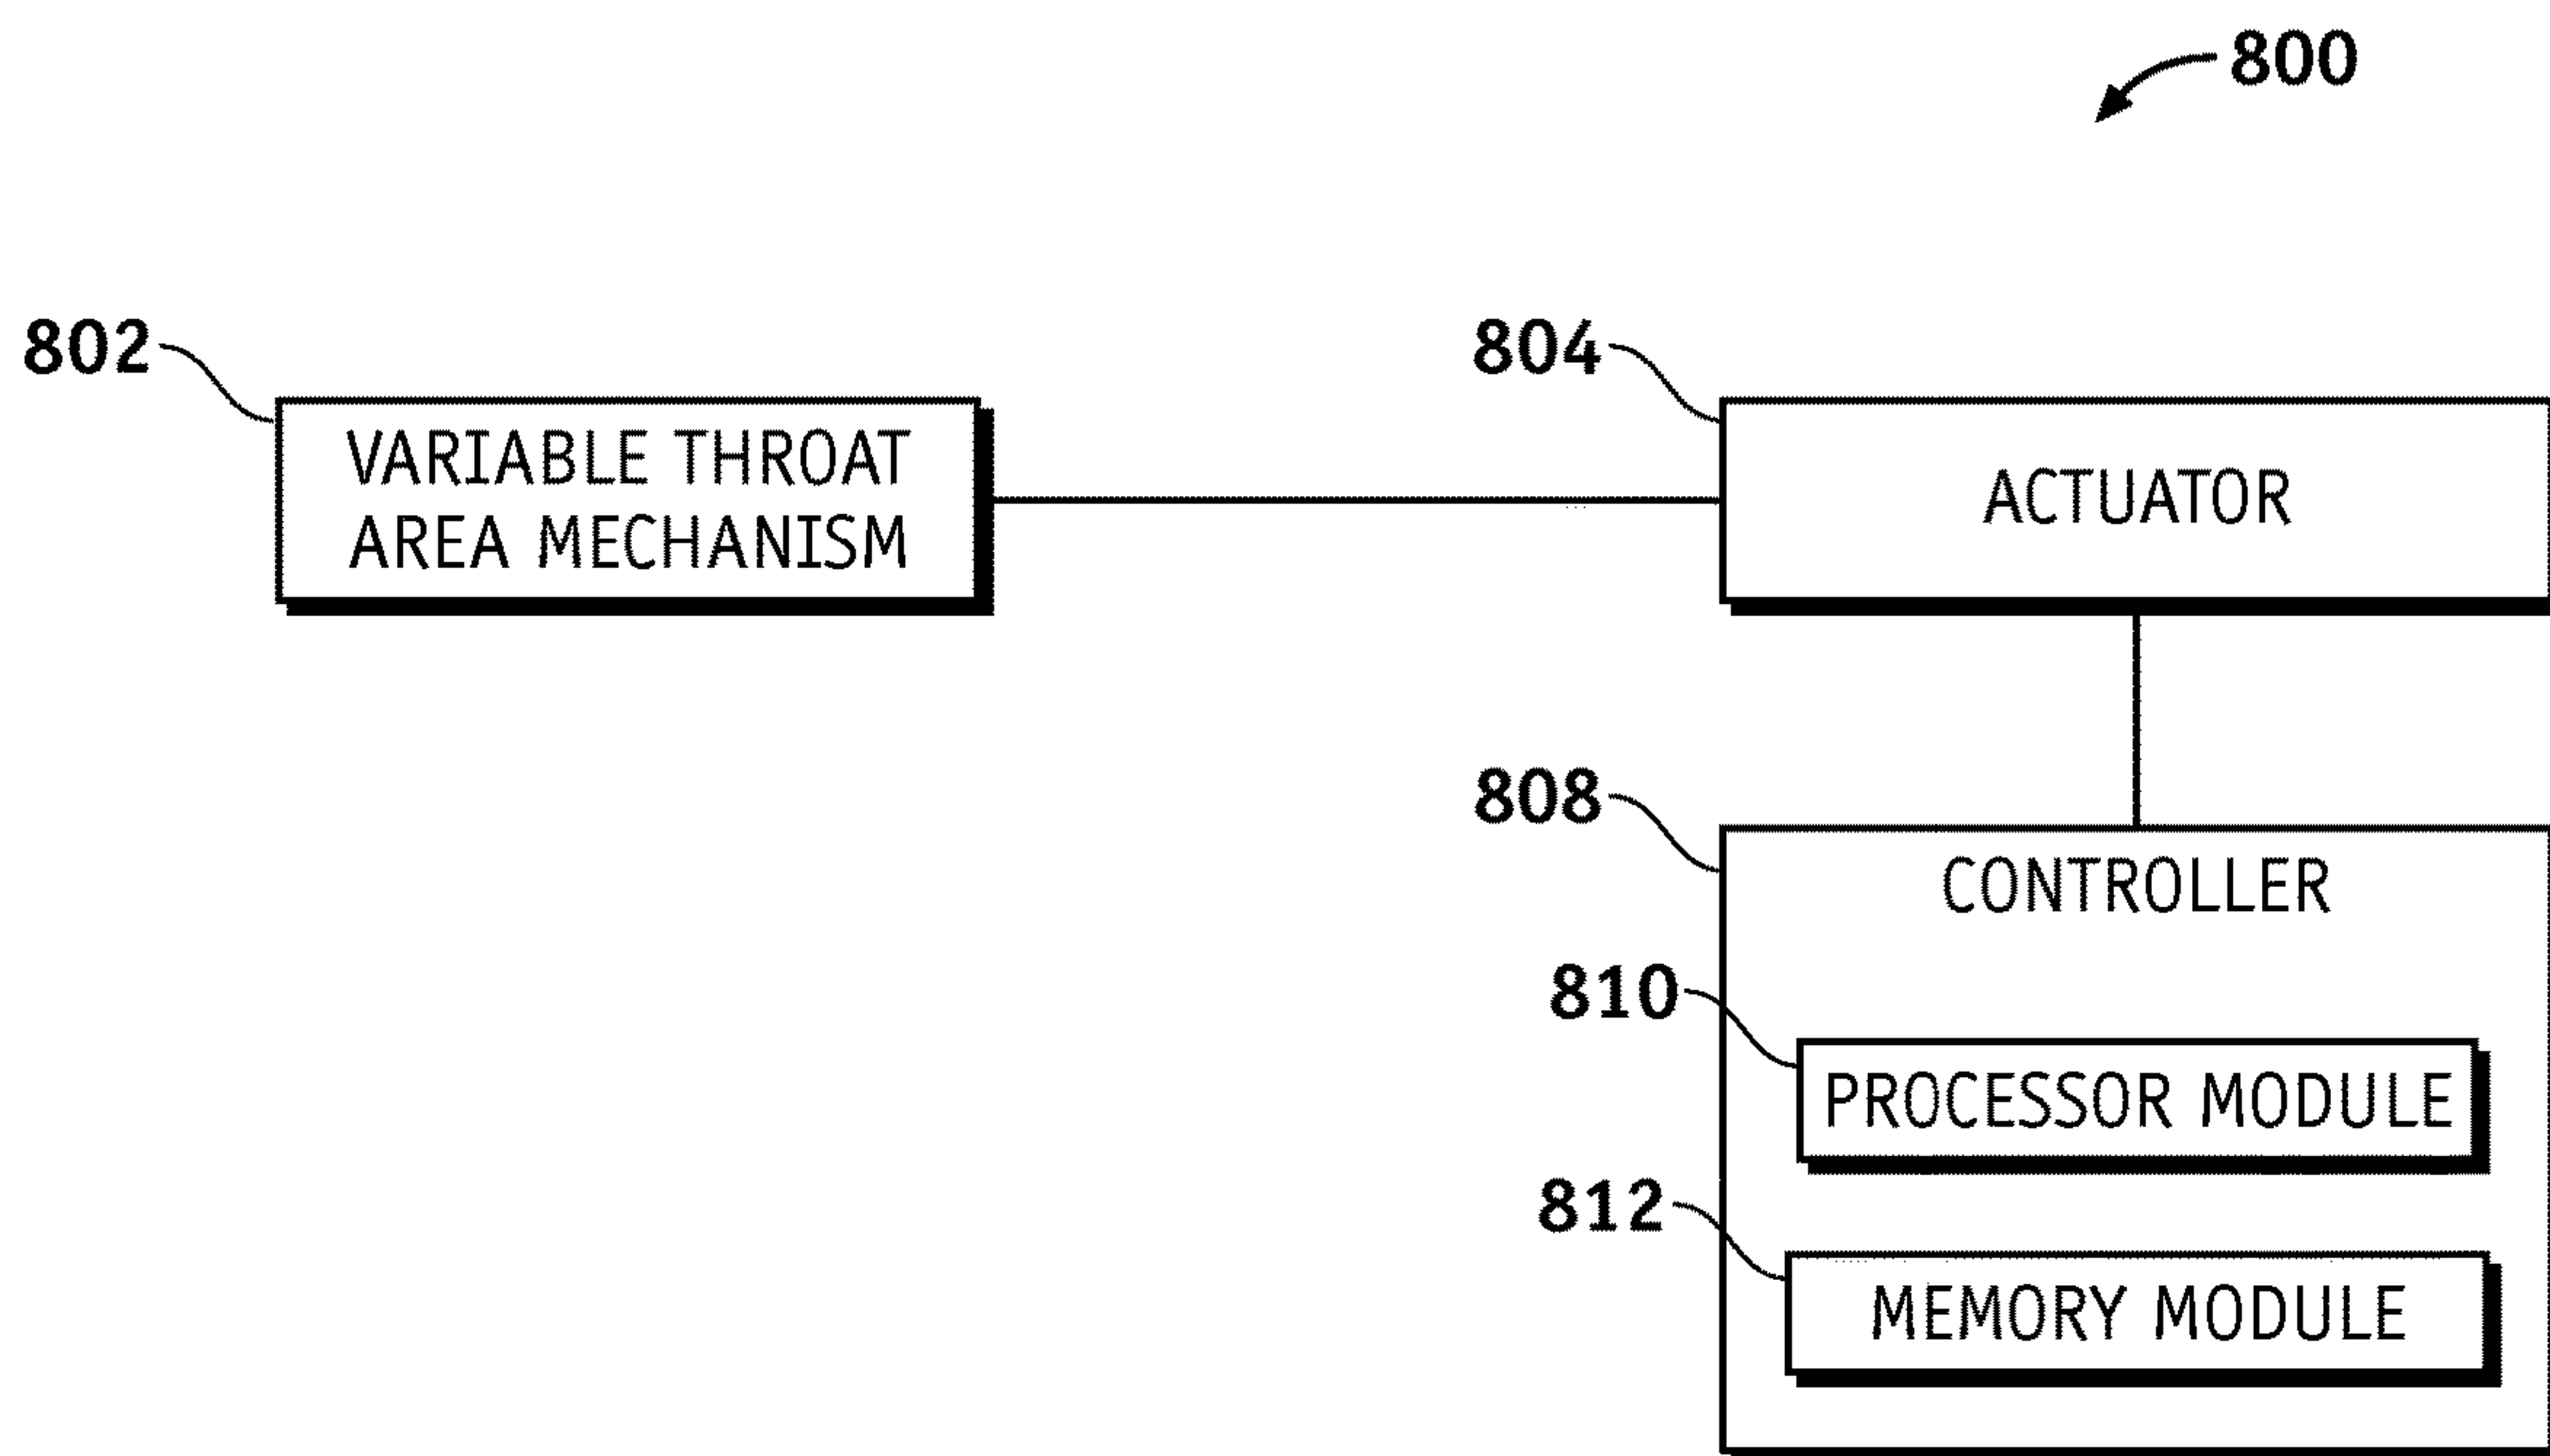 800
802
VARIABLE THROAT
AREA MECHANISM
804
ACTUATOR
808
CONTROLLER
810
PROCESSOR MODULE
812
MEMORY MODULE